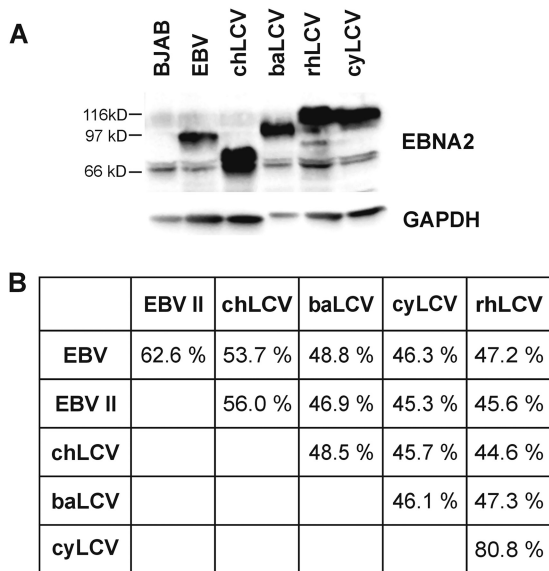 A
BJAB EBV chLCV baLCV rhLCV cyLCV
116kD
97 kD
66 kD
EBNA2
GAPDH
B
EBV II chLCV baLCV cyLCV rhLCV
EBV 62.6 % 53.7 % 48.8 % 46.3 % 47.2 %
EBV II 56.0 % 46.9 % 45.3 % 45.6 %
chLCV 48.5 % 45.7 % 44.6 %
baLCV 46.1 % 47.3 %
cyLCV 80.8 %